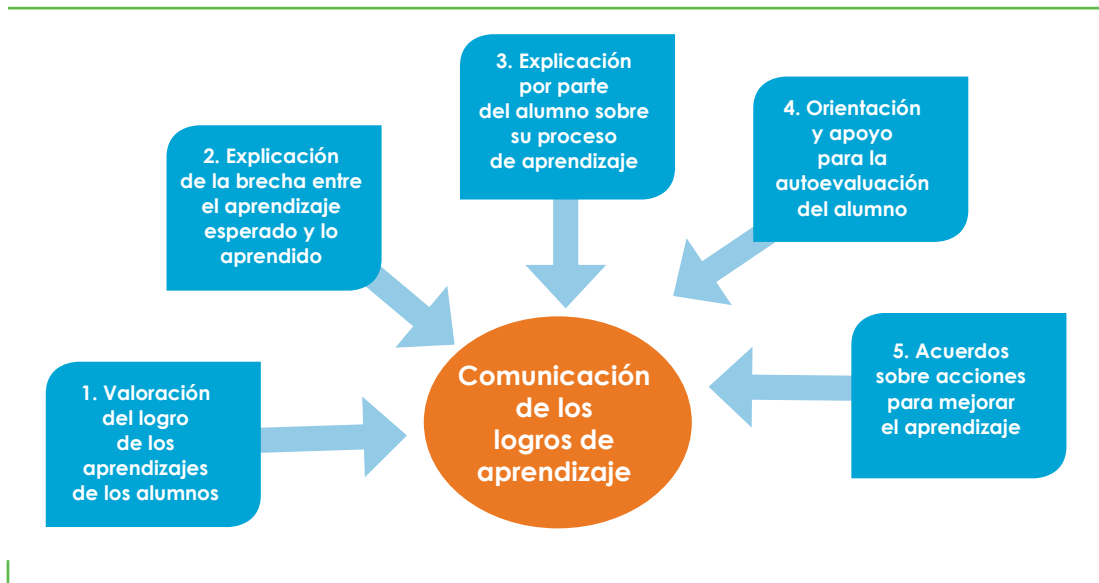 1. Valoración
del logro
de los
aprendizajes
de los alumnos
2. Explicación
de la brecha entre
el aprendizaje
esperado y lo
aprendido
3. Explicación
por parte
del alumno sobre
su proceso
de aprendizaje
4. Orientación
y apoyo
para la
autoevaluación
del alumno
5. Acuerdos
sobre acciones
para mejorar
el aprendizaje
Comunicación
de los
logros de
aprendizaje